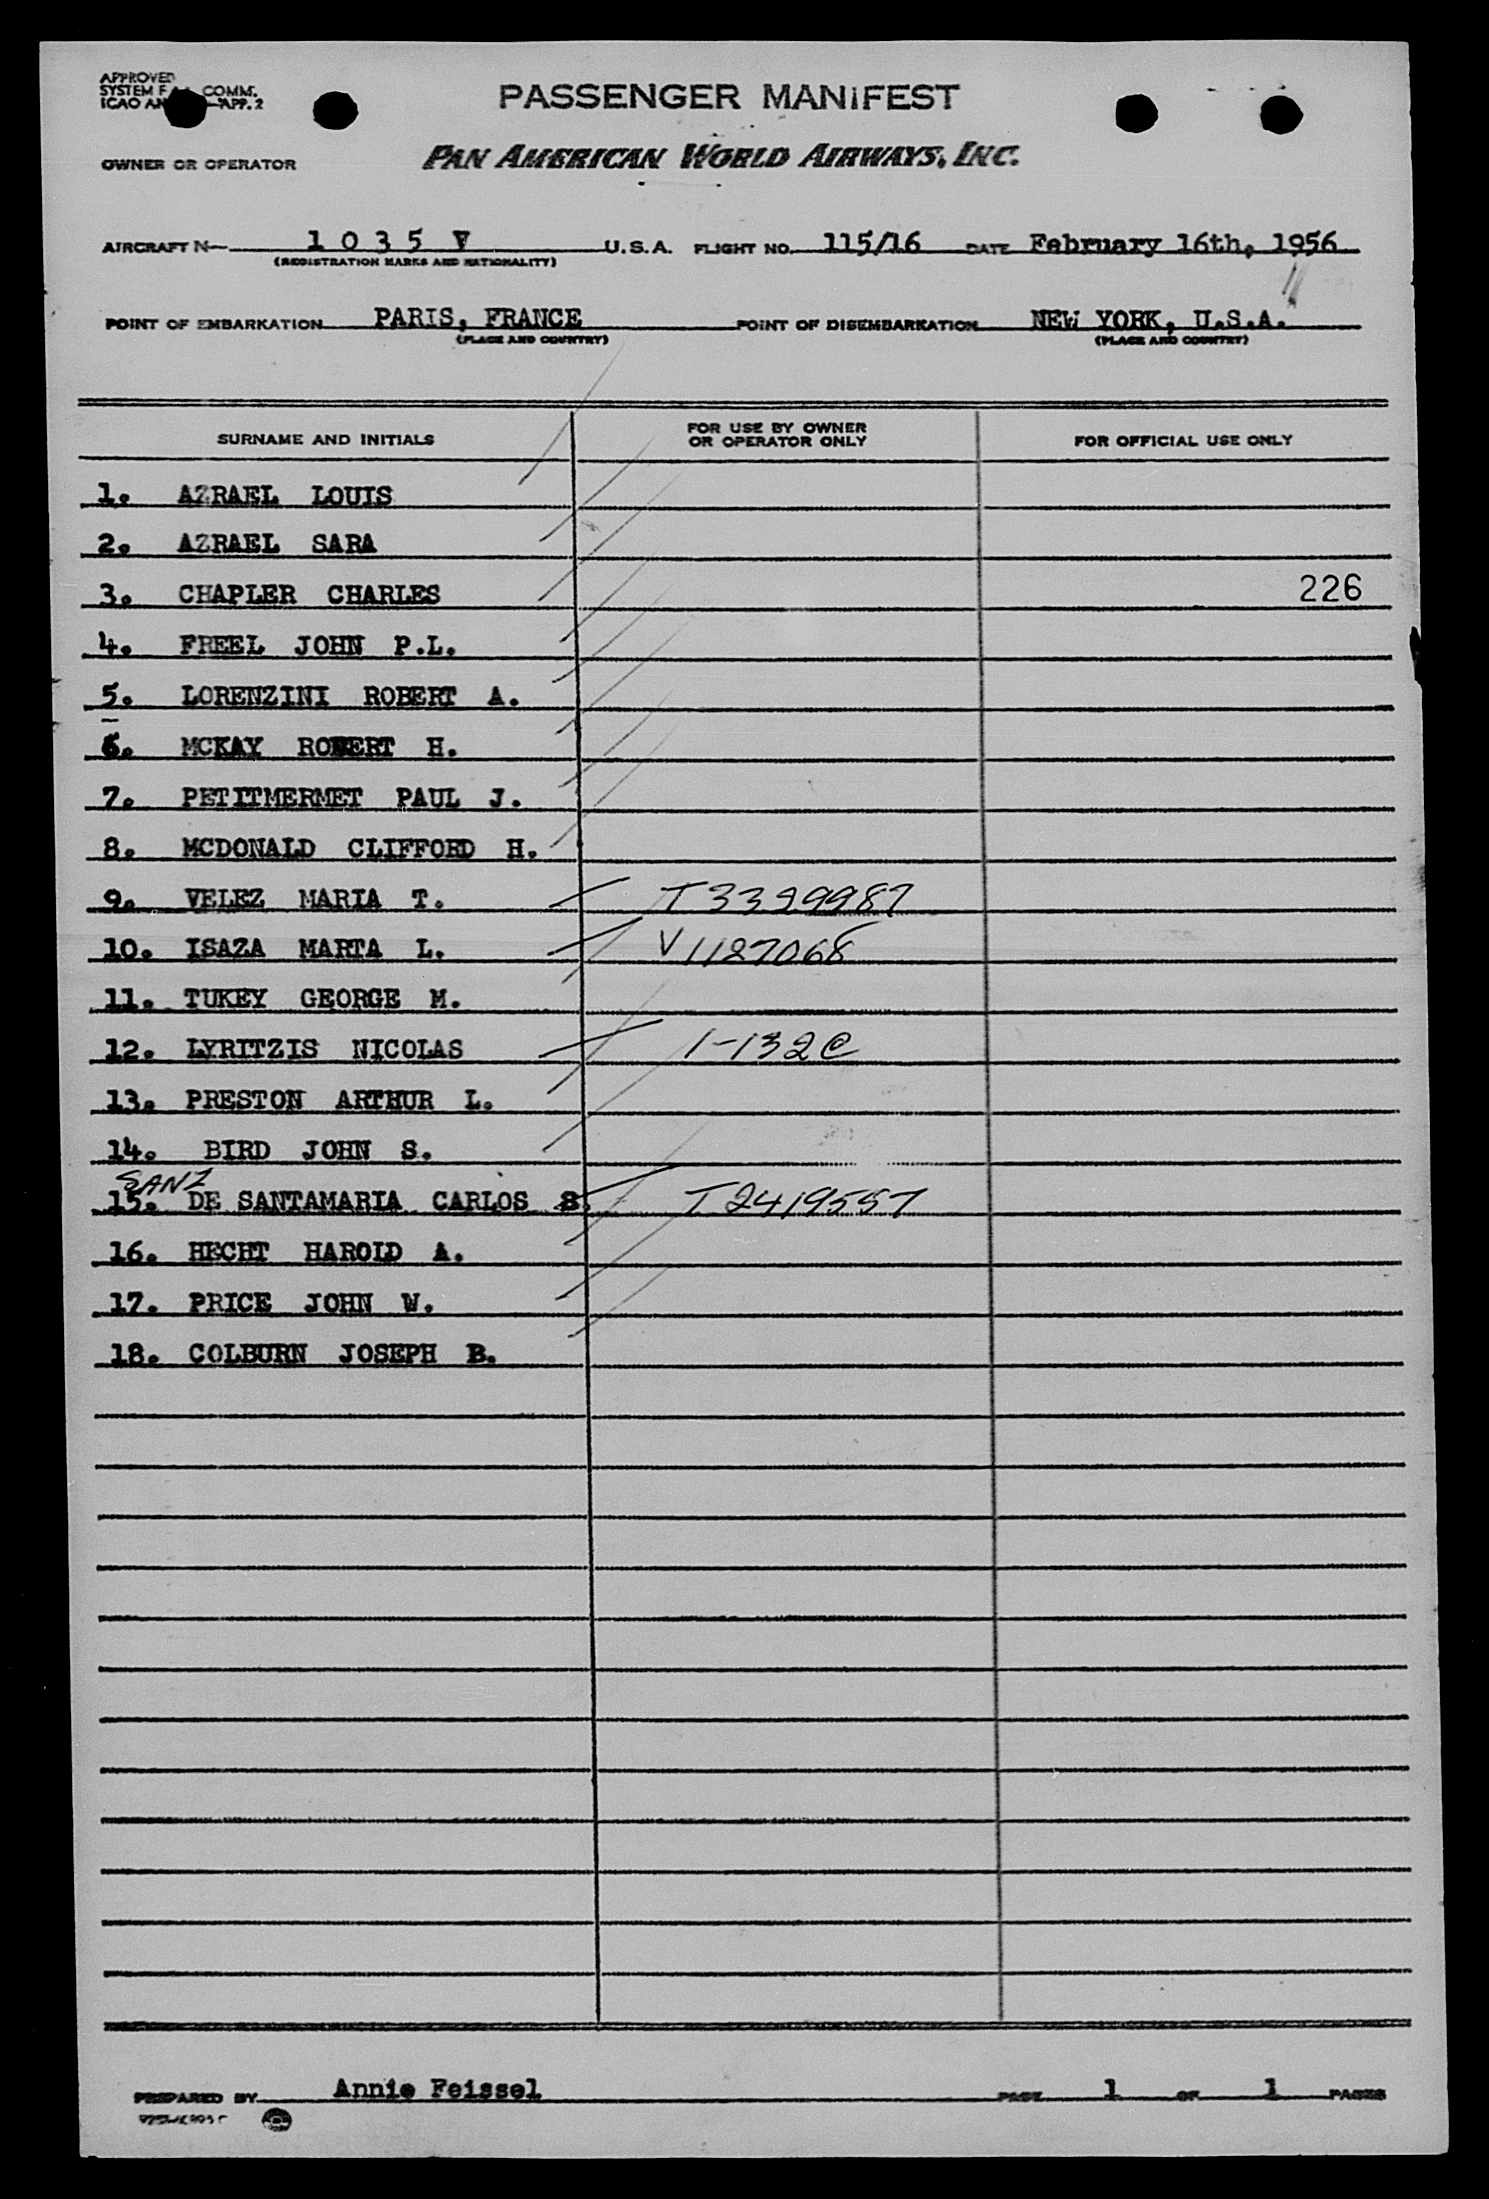 APPROVED
SYSTEM F COMM.
ICAO AN APP. 2
PASSENGER MANIFEST
OWNER OR OPERATOR PAN AMERICAN WORLD AIRWAYS, INC.
AIRCRAFT N— 1 0 3 5 V U.S.A. FLIGHT NO. 115/16 DATE February 16th, 1956
(REGISTRATION MARKS AND NATIONALITY)
11
POINT OF EMBARKATION PARIS, FRANCE POINT OF DISEMBARKATION NEW YORK, U.S.A.
(PLACE AND COUNTRY) (PLACE AND COUNTRY)
SURNAME AND INITIALS FOR USE BY OWNER OR OPERATOR ONLY FOR OFFICIAL USE ONLY
1. AZRAEL LOUIS
2. AZRAEL SARA
3. CHAPLER CHARLES 226
4. FREEL JOHN P.L.
5. LORENZINI ROBERT A.
6. MCKAY ROBERT H.
7. PETITMERMET PAUL J.
8. MCDONALD CLIFFORD H.
9. VELEZ MARIA T. T 3329987
10. ISAZA MARTA L. V 1187068
11. TUKEY GEORGE M.
12. LYRITZIS NICOLAS 1-132 C
13. PRESTON ARTHUR L.
14. BIRD JOHN S.
SANZ
15. DE SANTAMARIA CARLOS S. T 2419557
16. HECHT HAROLD A.
17. PRICE JOHN W.
18. COLBURN JOSEPH B.
PREPARED BY Annie Feissel PAGE 1 OF 1 PAGES